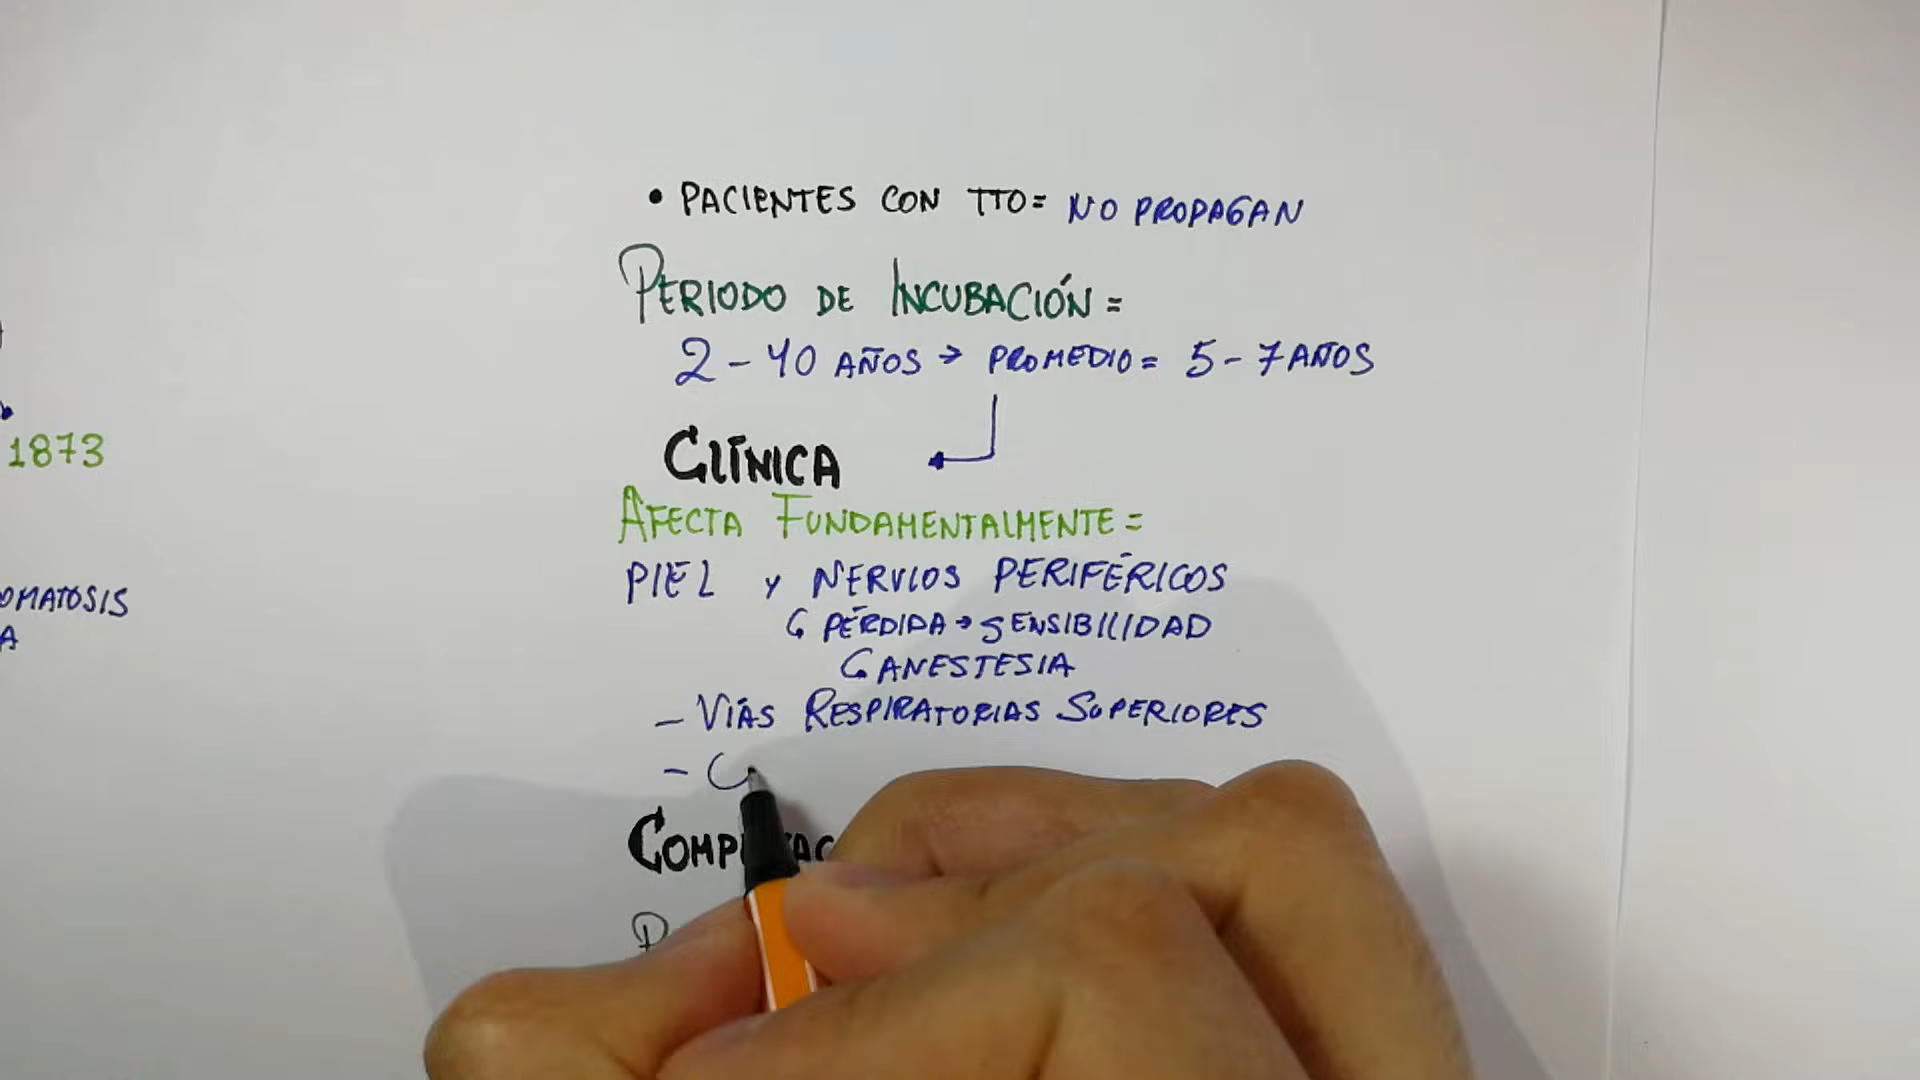 • PACIENTES CON TTO= NO PROPAGAN
PERIODO DE INCUBACIÓN =
2 - 40 AÑOS → PROMEDIO = 5 - 7 AÑOS
1873
CLÍNICA
AFECTA FUNDAMENTALMENTE =
PIEL Y NERVIOS PERIFÉRICOS
PÉRDIDA → SENSIBILIDAD
ANESTESIA
- VÍAS RESPIRATORIAS SUPERIORES
OMATOSIS
A